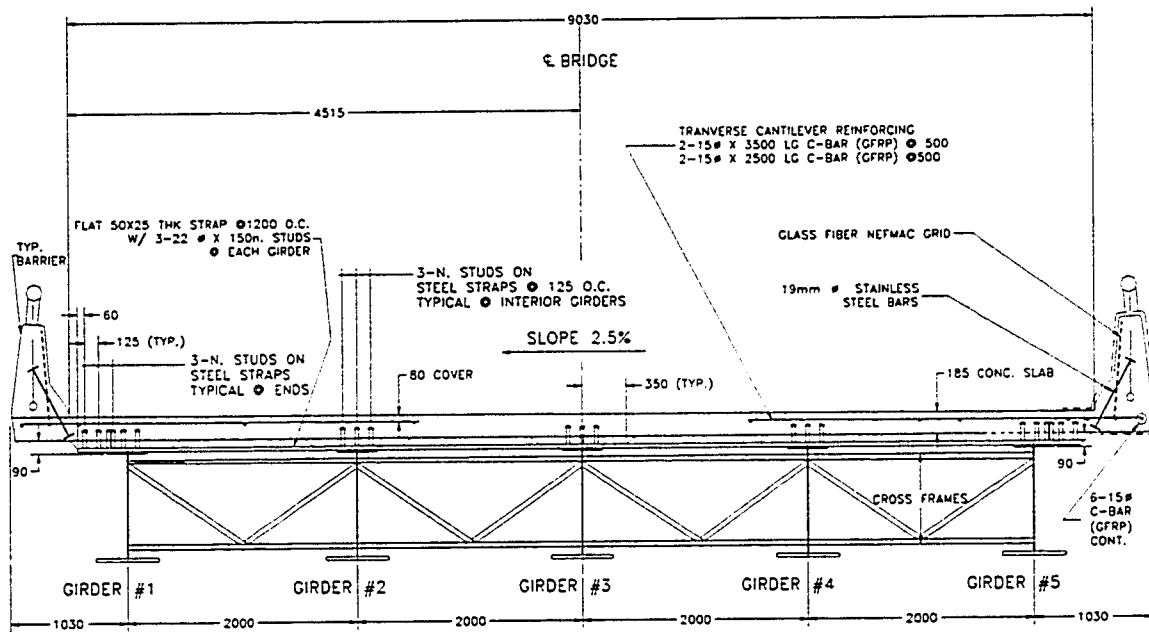 9030
℄ BRIDGE
4515
TRANVERSE CANTILEVER REINFORCING
2-15ø X 3500 LG C-BAR (GFRP) @ 500
2-15ø X 2500 LG C-BAR (GFRP) @500
FLAT 50X25 THK STRAP @1200 O.C.
W/ 3-22 ø X 150n. STUDS
@ EACH GIRDER
TYP.
BARRIER
GLASS FIBER NEFMAC GRID
3-N. STUDS ON
STEEL STRAPS @ 125 O.C.
TYPICAL @ INTERIOR GIRDERS
19mm ø STAINLESS
STEEL BARS
60
125 (TYP.)
SLOPE 2.5%
3-N. STUDS ON
STEEL STRAPS
TYPICAL @ ENDS
80 COVER
350 (TYP.)
185 CONC. SLAB
90
90
CROSS FRAMES
6-15ø
C-BAR
(GFRP)
CONT.
GIRDER #1
GIRDER #2
GIRDER #3
GIRDER #4
GIRDER #5
1030
2000
2000
2000
2000
1030